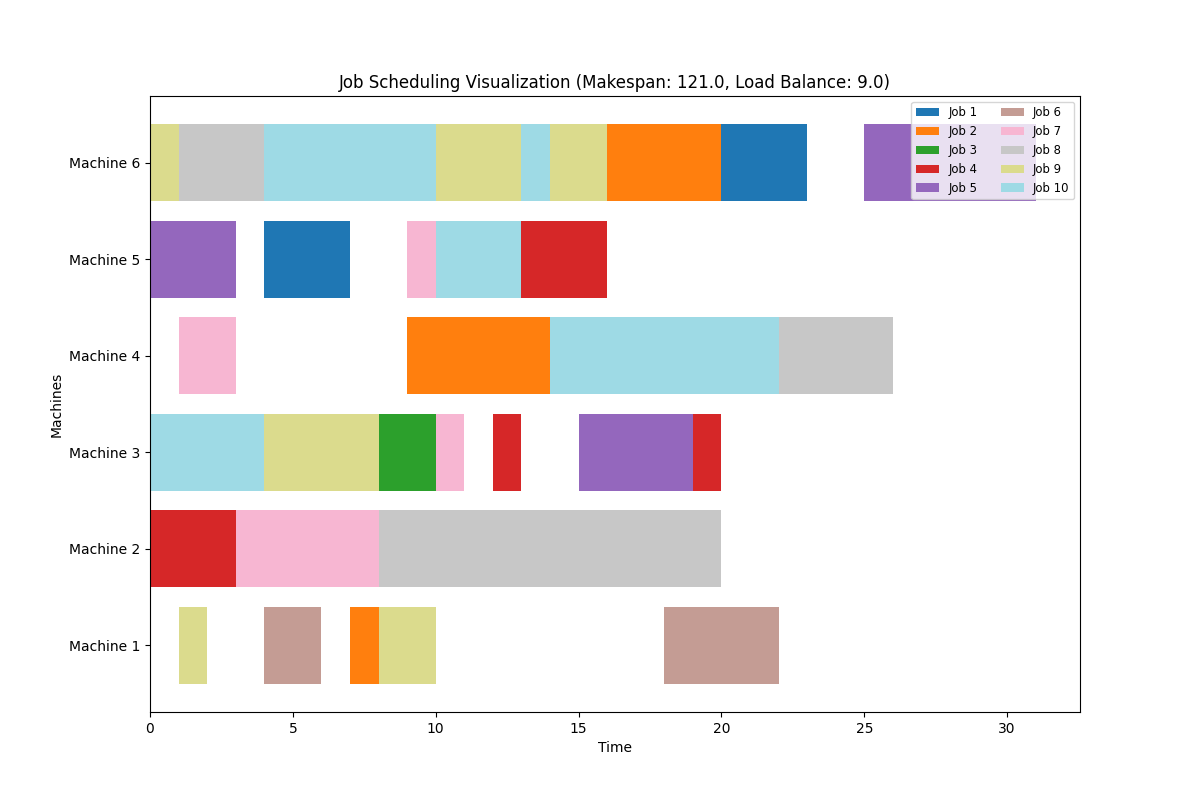 Job Scheduling Visualization (Makespan: 121.0, Load Balance: 9.0)
Job 1
Job 2
Job 3
Job 4
Job 5
Job 6
Job 7
Job 8
Job 9
Job 10
Machine 6
Machine 5
Machine 4
Machine 3
Machine 2
Machine 1
Machines
0 5 10 15 20 25 30
Time